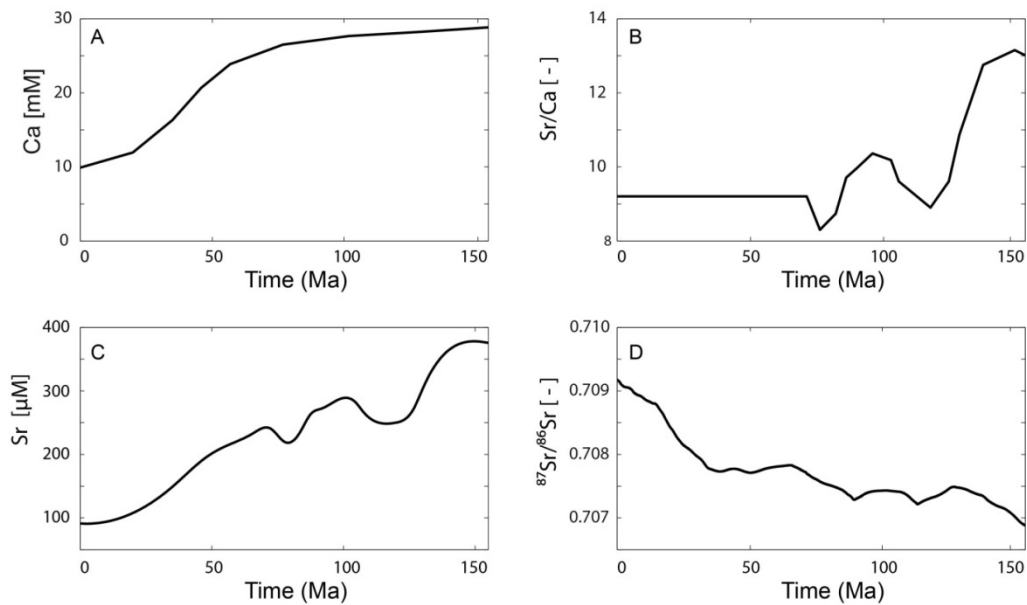 A
Ca [mM]
30
20
10
0
0 50 100 150
Time (Ma)
B
Sr/Ca [ - ]
14
12
10
8
0 50 100 150
Time (Ma)
C
Sr [µM]
400
300
200
100
0 50 100 150
Time (Ma)
D
87Sr/86Sr [ - ]
0.710
0.709
0.708
0.707
0 50 100 150
Time (Ma)